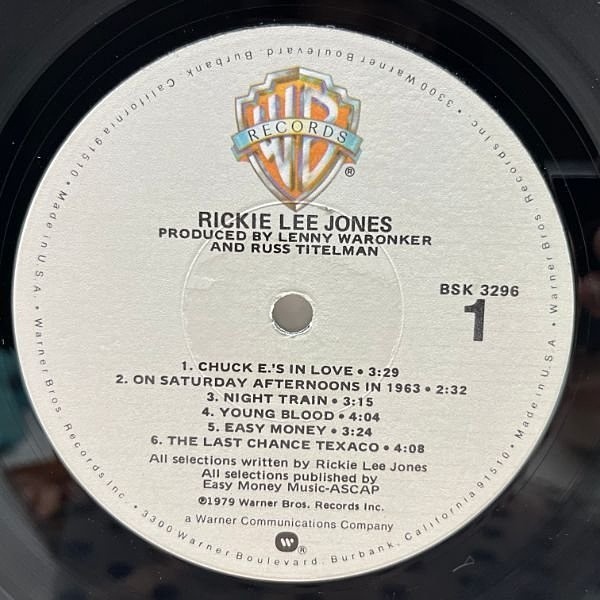 WB
RECORDS
®
RICKIE LEE JONES
PRODUCED BY LENNY WARONKER
AND RUSS TITELMAN
BSK 3296
1
1. CHUCK E.'S IN LOVE • 3:29
2. ON SATURDAY AFTERNOONS IN 1963 • 2:32
3. NIGHT TRAIN • 3:15
4. YOUNG BLOOD • 4:04
5. EASY MONEY • 3:24
6. THE LAST CHANCE TEXACO • 4:08
All selections written by Rickie Lee Jones
All selections published by
Easy Money Music-ASCAP
℗1979 Warner Bros. Records Inc.
a Warner Communications Company
W®
Warner Bros. Records Inc. • 3300 Warner Boulevard, Burbank, California 91510 • Made in U.S.A. • Warner Bros. Records Inc. • 3300 Warner Boulevard, Burbank, California 91510 • Made in U.S.A. •